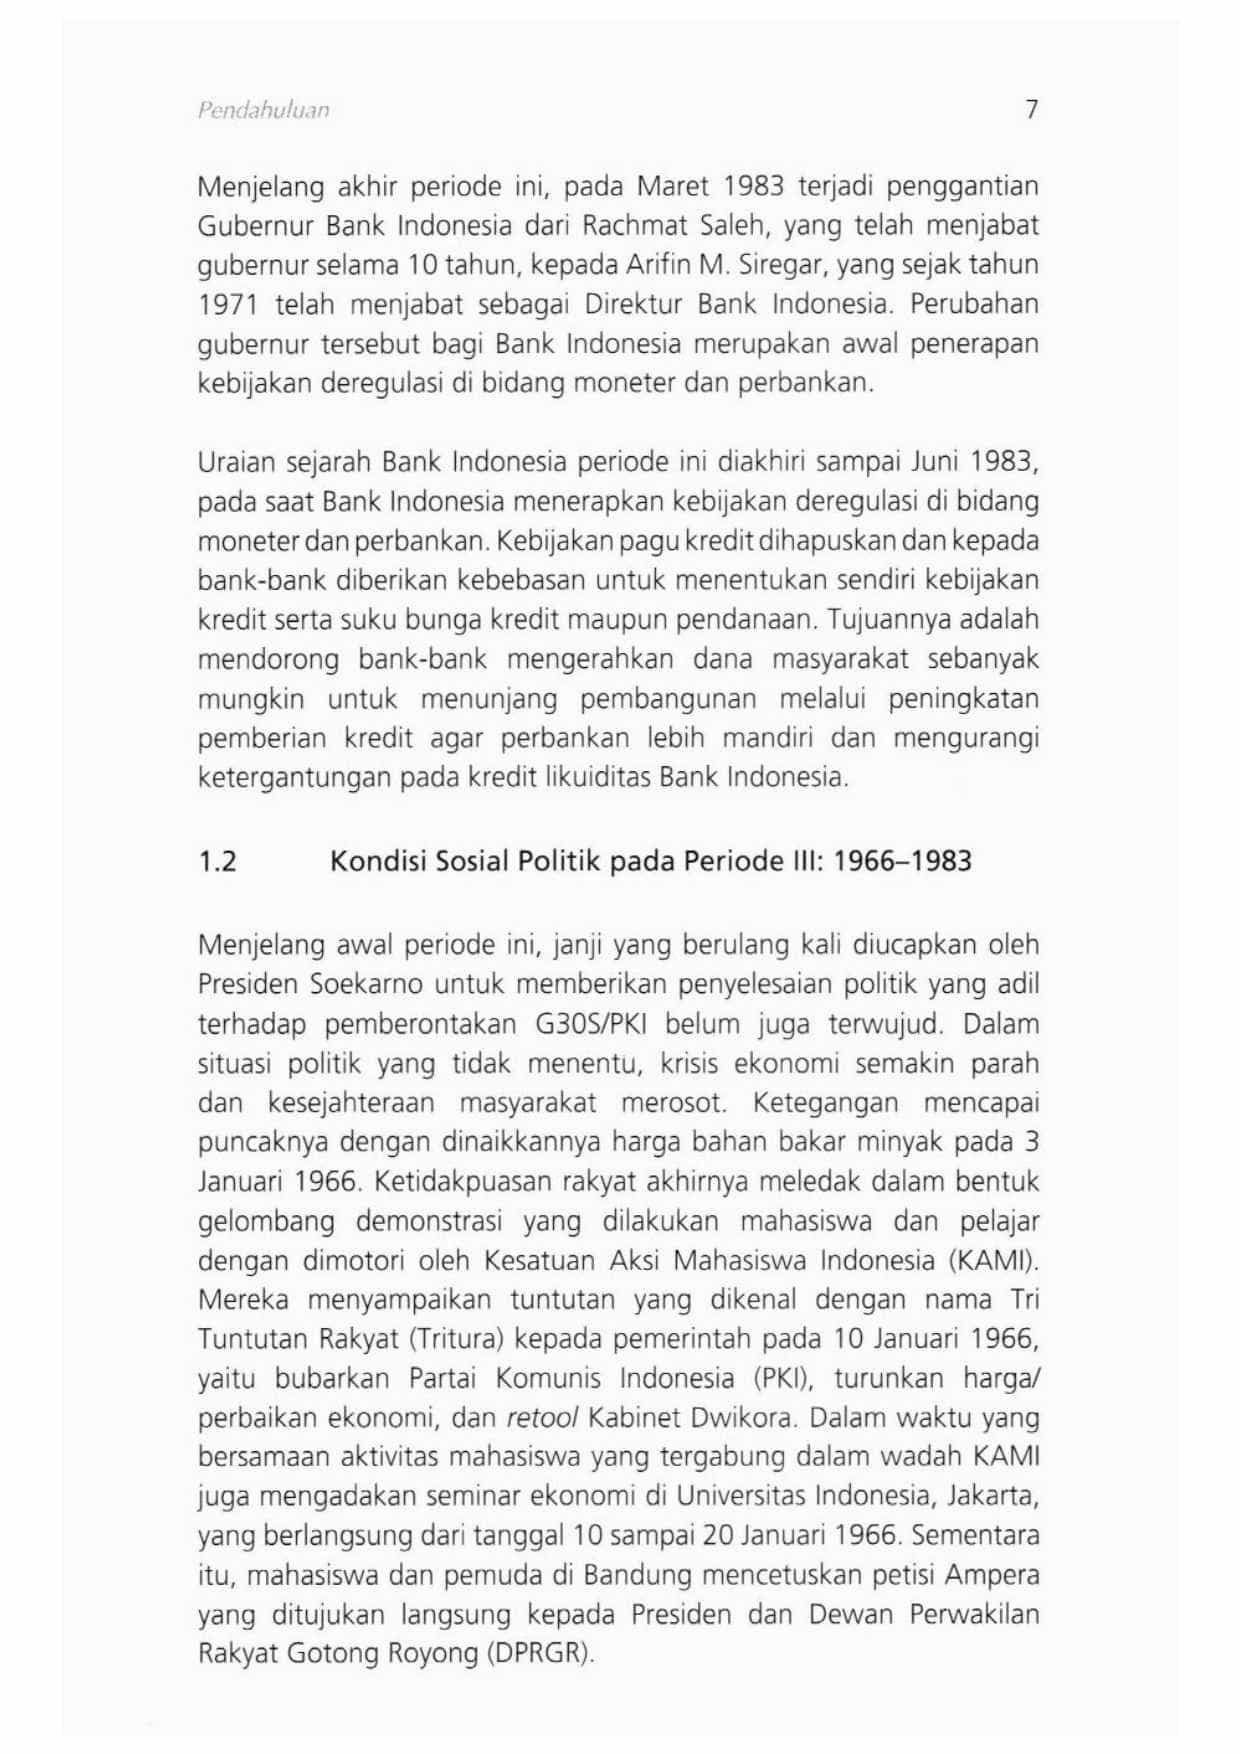 Pendahuluan 7
Menjelang akhir periode ini, pada Maret 1983 terjadi penggantian
Gubernur Bank Indonesia dari Rachmat Saleh, yang telah menjabat
gubernur selama 10 tahun, kepada Arifin M. Siregar, yang sejak tahun
1971 telah menjabat sebagai Direktur Bank Indonesia. Perubahan
gubernur tersebut bagi Bank Indonesia merupakan awal penerapan
kebijakan deregulasi di bidang moneter dan perbankan.
Uraian sejarah Bank Indonesia periode ini diakhiri sampai Juni 1983,
pada saat Bank Indonesia menerapkan kebijakan deregulasi di bidang
moneter dan perbankan. Kebijakan pagu kredit dihapuskan dan kepada
bank-bank diberikan kebebasan untuk menentukan sendiri kebijakan
kredit serta suku bunga kredit maupun pendanaan. Tujuannya adalah
mendorong bank-bank mengerahkan dana masyarakat sebanyak
mungkin untuk menunjang pembangunan melalui peningkatan
pemberian kredit agar perbankan lebih mandiri dan mengurangi
ketergantungan pada kredit likuiditas Bank Indonesia.
1.2 Kondisi Sosial Politik pada Periode III: 1966–1983
Menjelang awal periode ini, janji yang berulang kali diucapkan oleh
Presiden Soekarno untuk memberikan penyelesaian politik yang adil
terhadap pemberontakan G30S/PKI belum juga terwujud. Dalam
situasi politik yang tidak menentu, krisis ekonomi semakin parah
dan kesejahteraan masyarakat merosot. Ketegangan mencapai
puncaknya dengan dinaikkannya harga bahan bakar minyak pada 3
Januari 1966. Ketidakpuasan rakyat akhirnya meledak dalam bentuk
gelombang demonstrasi yang dilakukan mahasiswa dan pelajar
dengan dimotori oleh Kesatuan Aksi Mahasiswa Indonesia (KAMI).
Mereka menyampaikan tuntutan yang dikenal dengan nama Tri
Tuntutan Rakyat (Tritura) kepada pemerintah pada 10 Januari 1966,
yaitu bubarkan Partai Komunis Indonesia (PKI), turunkan harga/
perbaikan ekonomi, dan retool Kabinet Dwikora. Dalam waktu yang
bersamaan aktivitas mahasiswa yang tergabung dalam wadah KAMI
juga mengadakan seminar ekonomi di Universitas Indonesia, Jakarta,
yang berlangsung dari tanggal 10 sampai 20 Januari 1966. Sementara
itu, mahasiswa dan pemuda di Bandung mencetuskan petisi Ampera
yang ditujukan langsung kepada Presiden dan Dewan Perwakilan
Rakyat Gotong Royong (DPRGR).